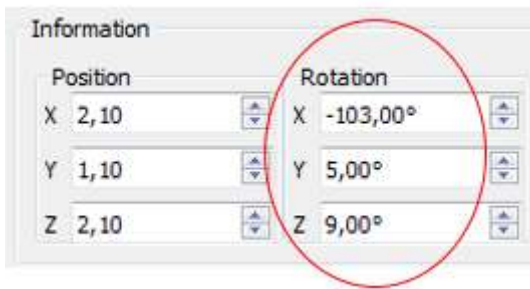 Information
Position Rotation
X 2,10 X -103,00°
Y 1,10 Y 5,00°
Z 2,10 Z 9,00°